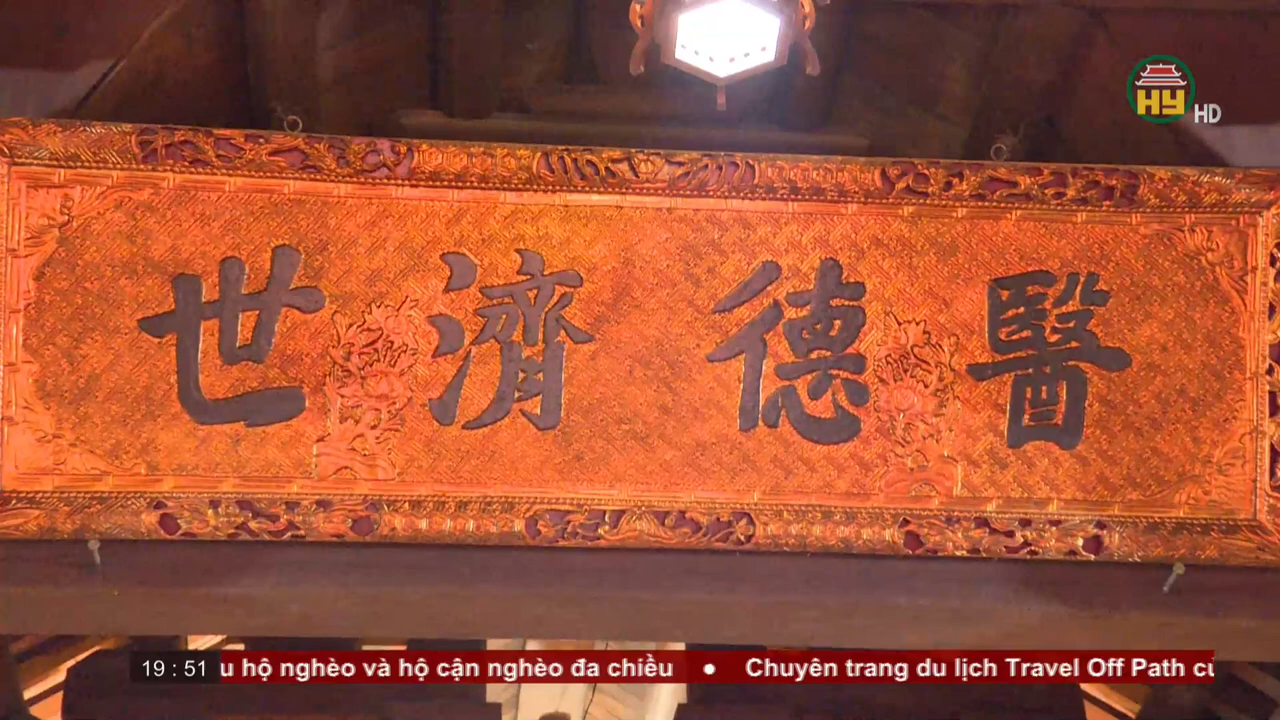 HY HD
醫德濟世
19 : 51 hộ nghèo và hộ cận nghèo đa chiều • Chuyên trang du lịch Travel Off Path